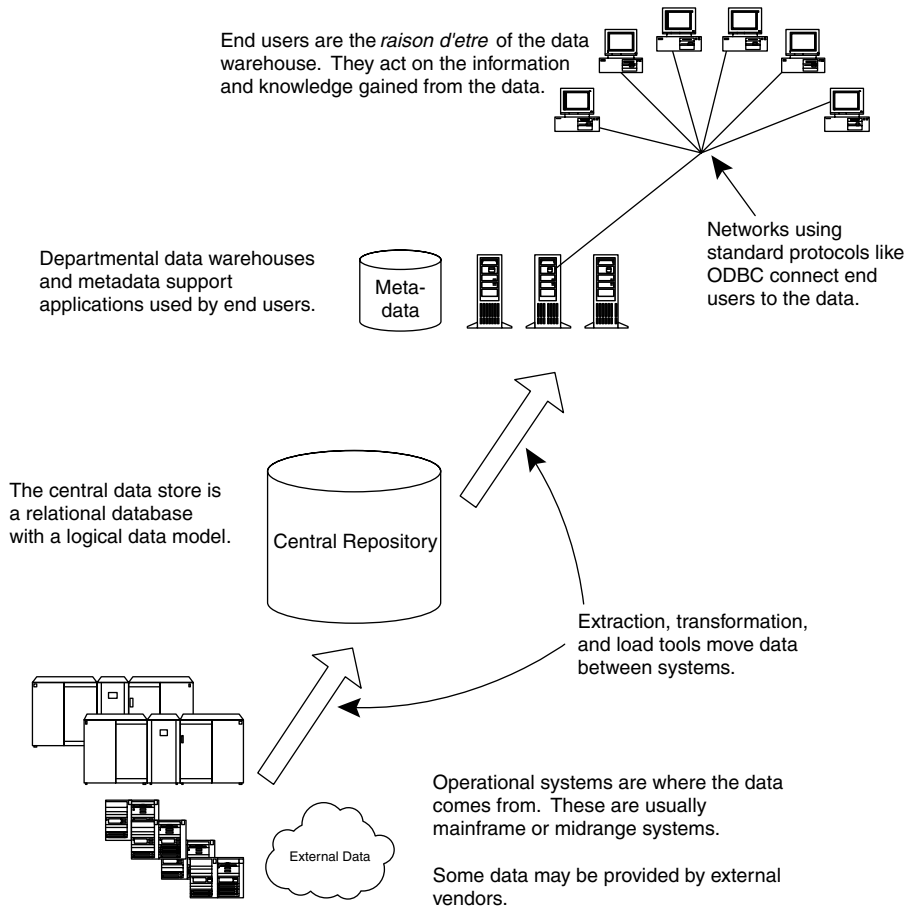 End users are the raison d'etre of the data
warehouse. They act on the information
and knowledge gained from the data.
Networks using
standard protocols like
ODBC connect end
users to the data.
Departmental data warehouses
and metadata support
applications used by end users.
Meta-
data
The central data store is
a relational database
with a logical data model.
Central Repository
Extraction, transformation,
and load tools move data
between systems.
Operational systems are where the data
comes from. These are usually
mainframe or midrange systems.
External Data
Some data may be provided by external
vendors.